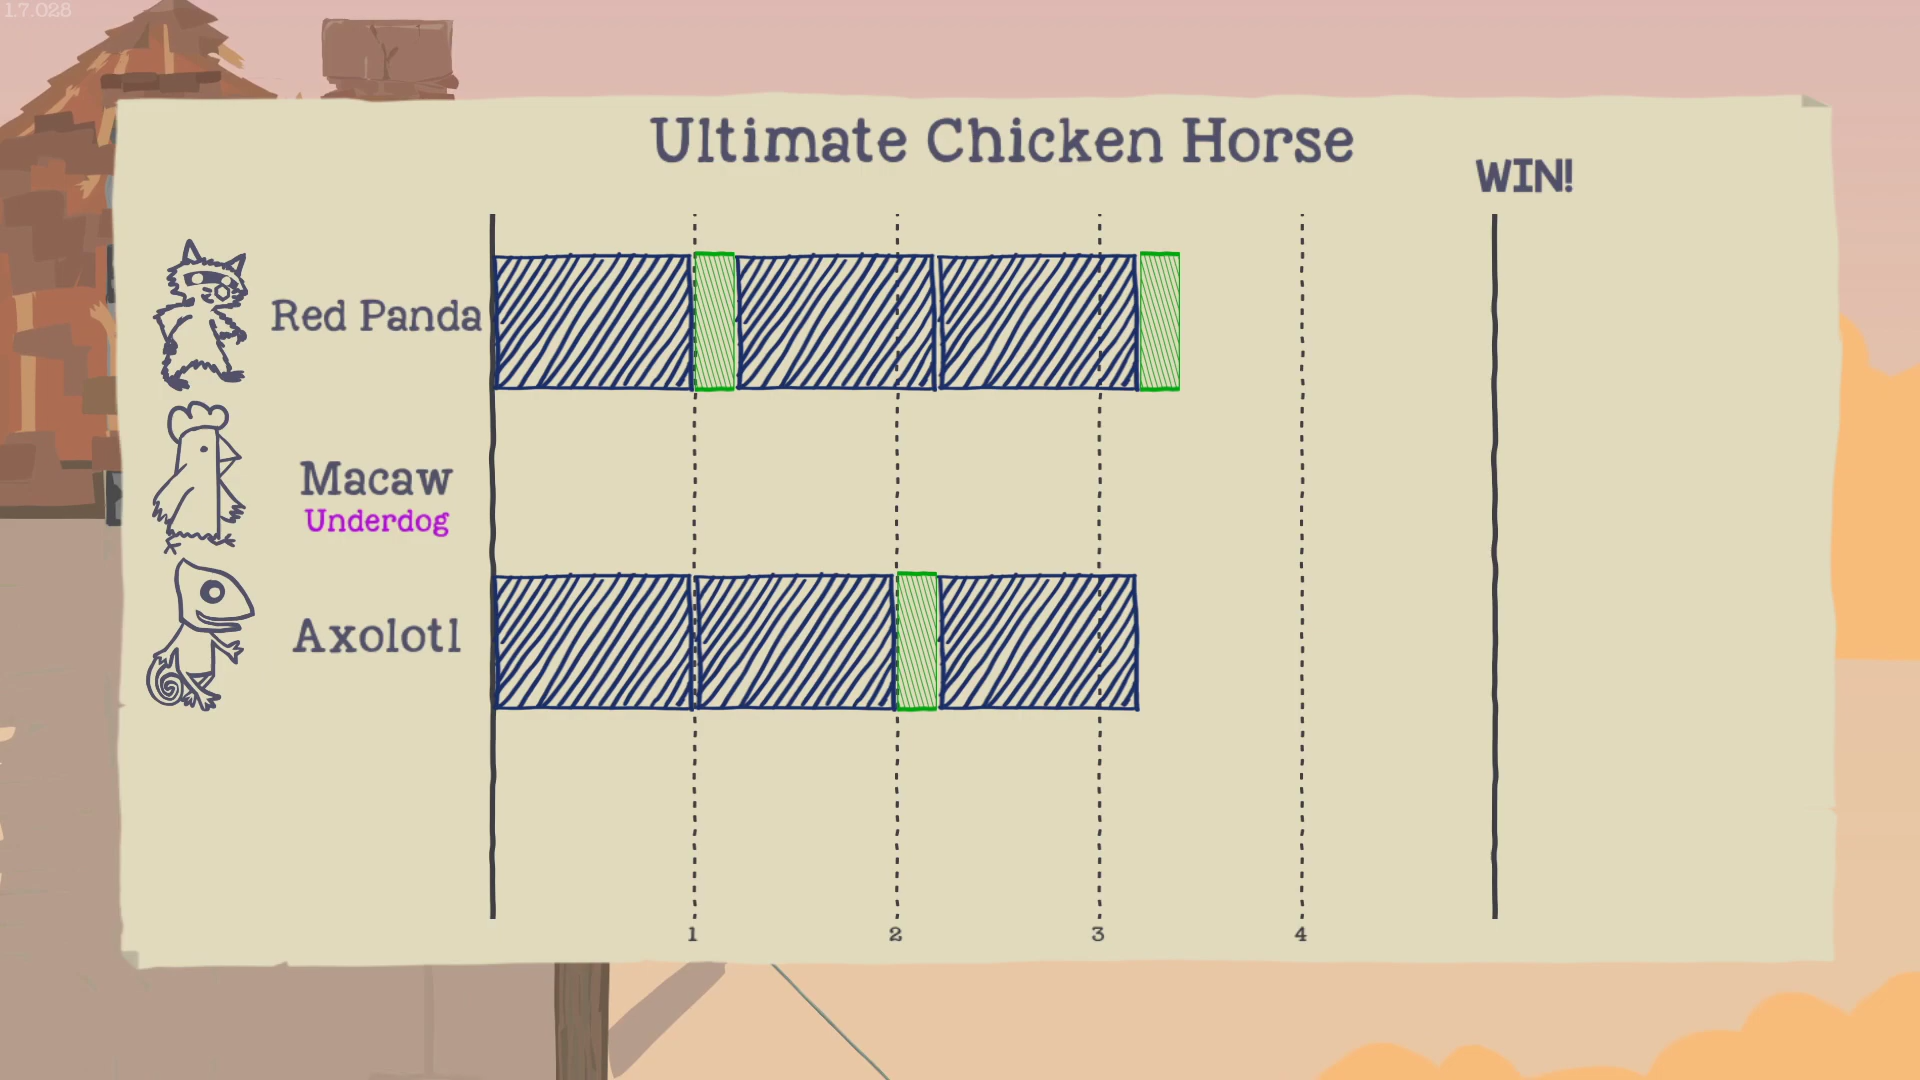 1.7.028
Ultimate Chicken Horse
WIN!
Red Panda
Macaw
Underdog
Axolotl
1 2 3 4